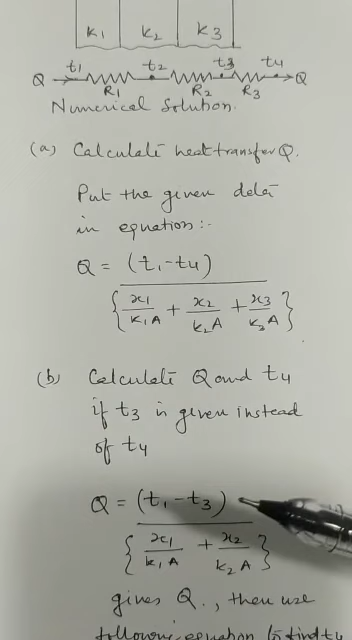 K1 K2 K3
t1 t2 t3 t4
Q Q
R1 R2 R3
Numerical Solution.
(a) Calculate heat transfer Q.
Put the given data
in equation:-
Q = (t1-t4)
{ x1/K1A + x2/K2A + x3/K3A }
(b) Calculate Q and t4
if t3 is given instead
of t4
Q = (t1-t3)
{ x1/K1A + x2/K2A }
gives Q., then use
following equation to find t4